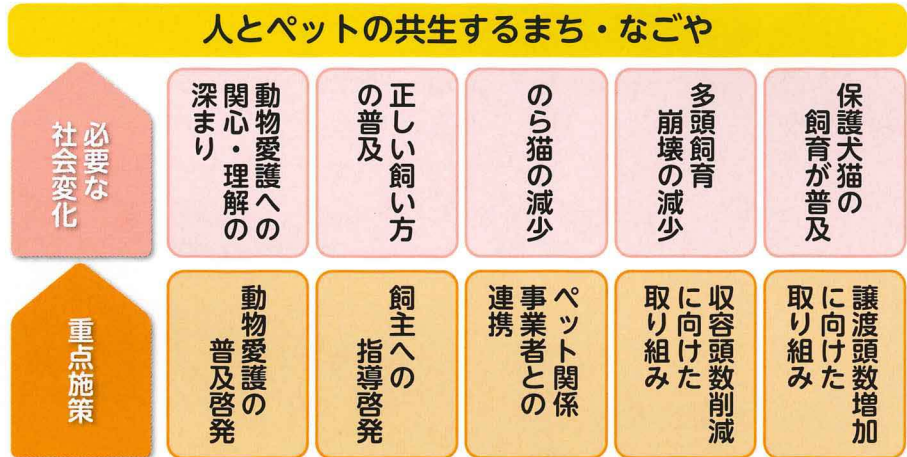 人とペットの共生するまち・なごや
必要な
社会変化
動物愛護への
関心・理解の
深まり
正しい飼い方
の普及
のら猫の減少
多頭飼育
崩壊の減少
保護犬猫の
飼育が普及
重点施策
動物愛護の
普及啓発
飼主への
指導啓発
ペット関係
事業者との
連携
収容頭数削減
に向けた
取り組み
譲渡頭数増加
に向けた
取り組み